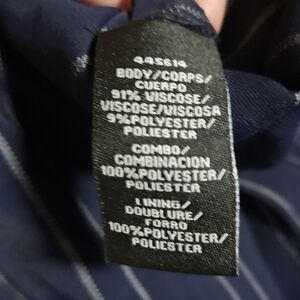 445614
BODY/CORPS/
CUERPO
91% VISCOSE/
VISCOSE/VISCOSA
9%POLYESTER/
POLIESTER
COMBO/
COMBINACION
100%POLYESTER/
POLIESTER
LINING/
DOUBLURE/
FORRO
100%POLYESTER/
POLIESTER